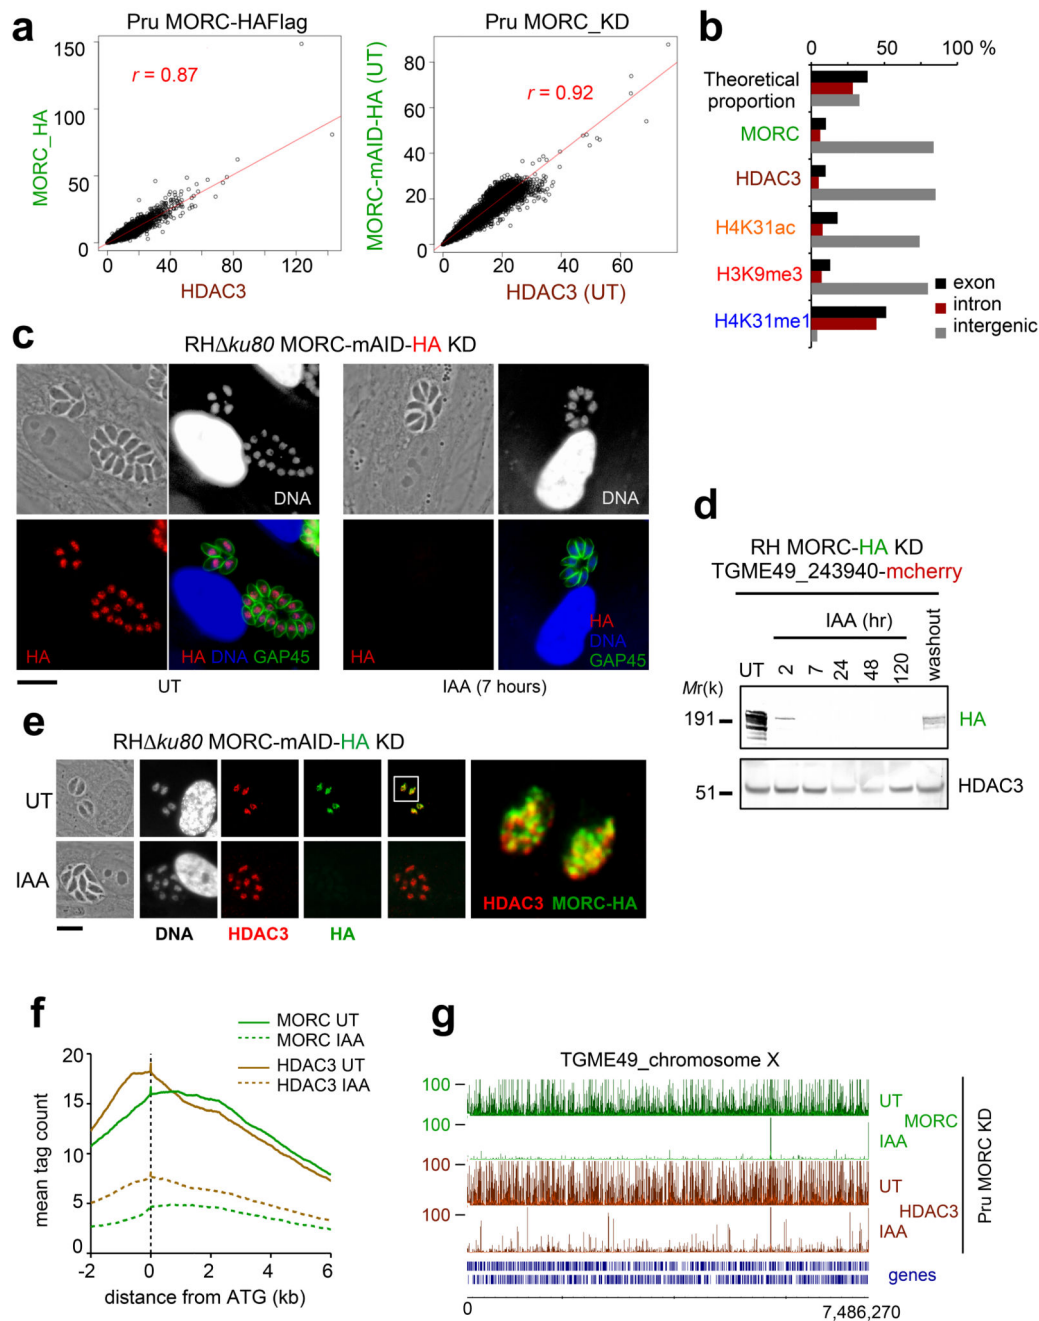 a
Pru MORC-HAFlag
150
100
50
0
r = 0.87
MORC_HA
0
40
80
120
HDAC3
Pru MORC_KD
80
60
40
20
0
r = 0.92
MORC-mAID-HA (UT)
0
20
40
60
HDAC3 (UT)
b
0 50 100 %
Theoretical
proportion
MORC
HDAC3
H4K31ac
H3K9me3
H4K31me1
exon
intron
intergenic
c
RHΔku80 MORC-mAID-HA KD
DNA
DNA
HA
HA DNA GAP45
HA
HA
DNA
GAP45
UT
IAA (7 hours)
d
RH MORC-HA KD
TGME49_243940-mcherry
IAA (hr)
UT 2 7 24 48 120 washout
Mr(k)
191
HA
51
HDAC3
e
RHΔku80 MORC-mAID-HA KD
UT
IAA
DNA HDAC3 HA
HDAC3 MORC-HA
f
MORC UT
MORC IAA
HDAC3 UT
HDAC3 IAA
20
15
10
5
0
mean tag count
-2 0 2 4 6
distance from ATG (kb)
g
TGME49_chromosome X
100
UT
MORC
100
IAA
100
UT
HDAC3
100
IAA
Pru MORC KD
genes
0
7,486,270